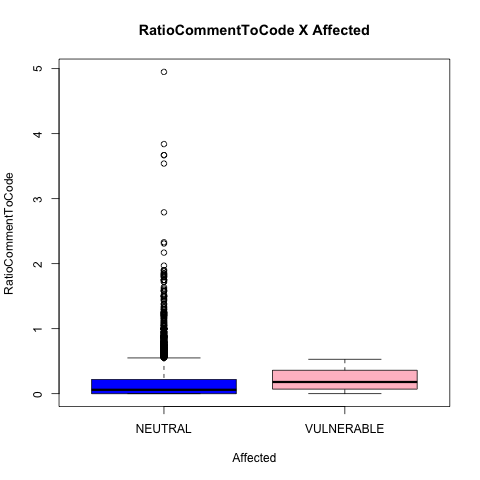 RatioCommentToCode X Affected
RatioCommentToCode
5
4
3
2
1
0
NEUTRAL VULNERABLE
Affected